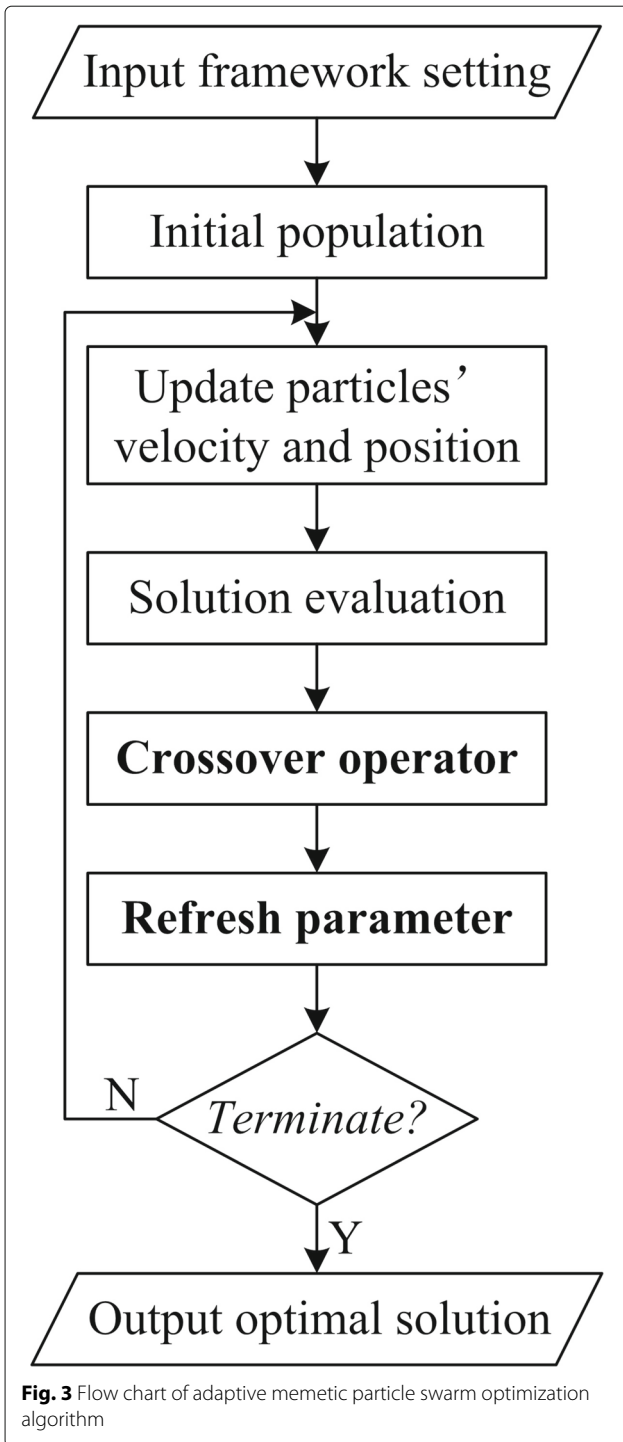 Input framework setting
Initial population
Update particles’
velocity and position
Solution evaluation
Crossover operator
Refresh parameter
Terminate?
N
Y
Output optimal solution
Fig. 3 Flow chart of adaptive memetic particle swarm optimization
algorithm